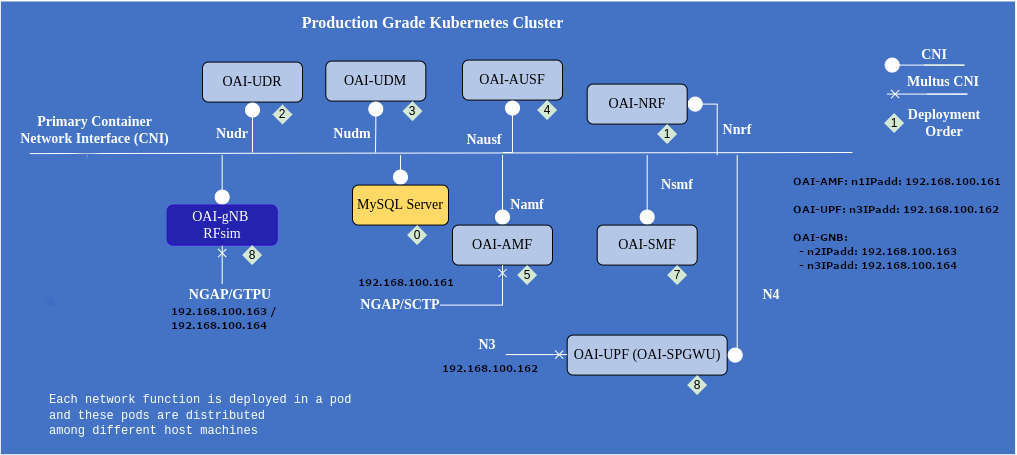 Production Grade Kubernetes Cluster
CNI
Multus CNI
1
Deployment
Order
OAI-UDR
2
OAI-UDM
3
OAI-AUSF
4
OAI-NRF
1
Primary Container
Network Interface (CNI)
Nudr
Nudm
Nausf
Nnrf
OAI-gNB
RFsim
8
NGAP/GTPU
192.168.100.163 /
192.168.100.164
MySQL Server
0
Namf
OAI-AMF
5
192.168.100.161
NGAP/SCTP
Nsmf
OAI-SMF
7
N4
N3
192.168.100.162
OAI-UPF (OAI-SPGWU)
8
OAI-AMF: n1IPadd: 192.168.100.161
OAI-UPF: n3IPadd: 192.168.100.162
OAI-GNB:
- n2IPadd: 192.168.100.163
- n3IPadd: 192.168.100.164
Each network function is deployed in a pod
and these pods are distributed
among different host machines